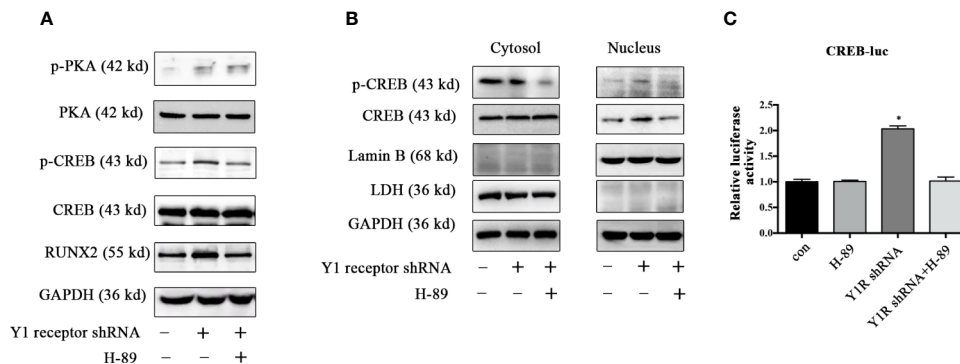 A
p-PKA (42 kd)
PKA (42 kd)
p-CREB (43 kd)
CREB (43 kd)
RUNX2 (55 kd)
GAPDH (36 kd)
Y1 receptor shRNA − + +
H-89 +
B
Cytosol Nucleus
p-CREB (43 kd)
CREB (43 kd)
Lamin B (68 kd)
LDH (36 kd)
GAPDH (36 kd)
Y1 receptor shRNA − + + − + +
H-89 + +
C
CREB-luc
Relative luciferase
activity
2.5
2.0
1.5
1.0
0.5
0.0
*
con
H-89
Y1R shRNA
Y1R shRNA+H-89